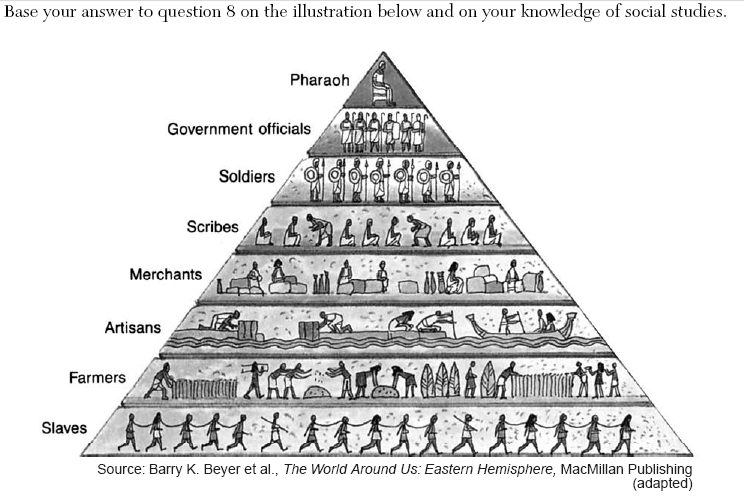 Base your answer to question 8 on the illustration below and on your knowledge of social studies.
Pharaoh
Government officials
Soldiers
Scribes
Merchants
Artisans
Farmers
Slaves
Source: Barry K. Beyer et al., The World Around Us: Eastern Hemisphere, MacMillan Publishing
(adapted)